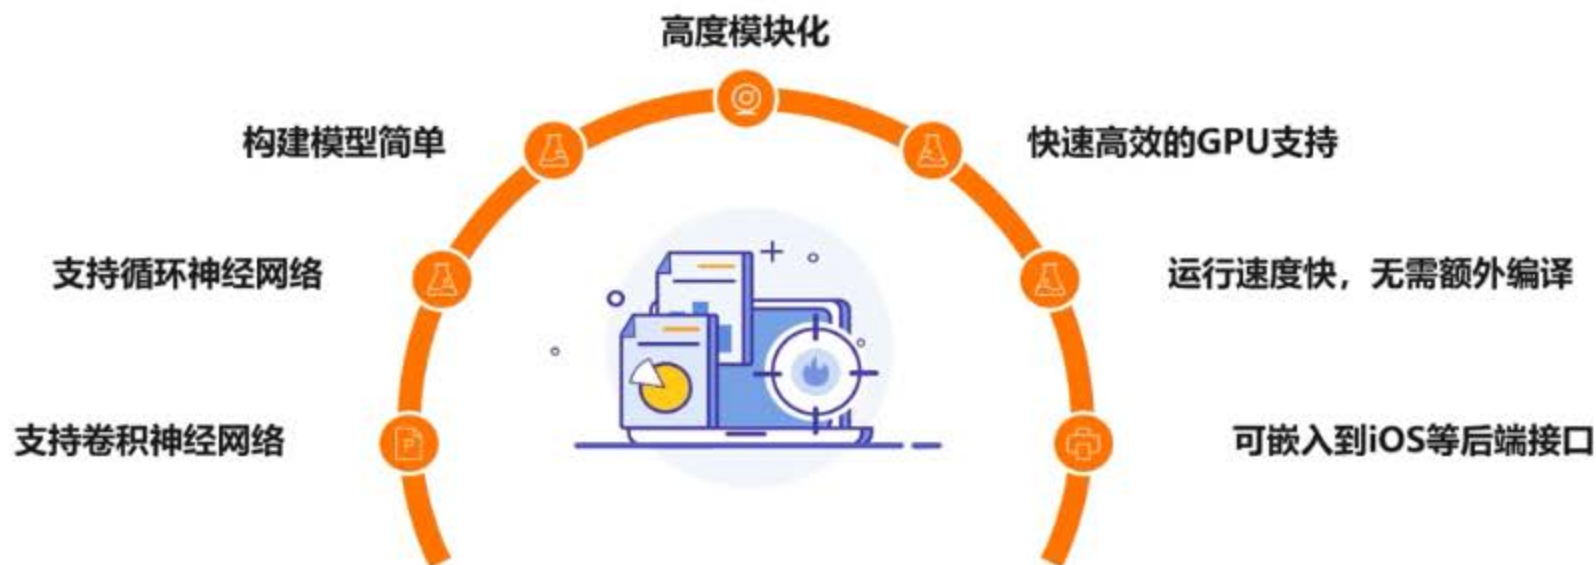 高度模块化
构建模型简单
快速高效的GPU支持
支持循环神经网络
运行速度快，无需额外编译
支持卷积神经网络
可嵌入到iOS等后端接口
P